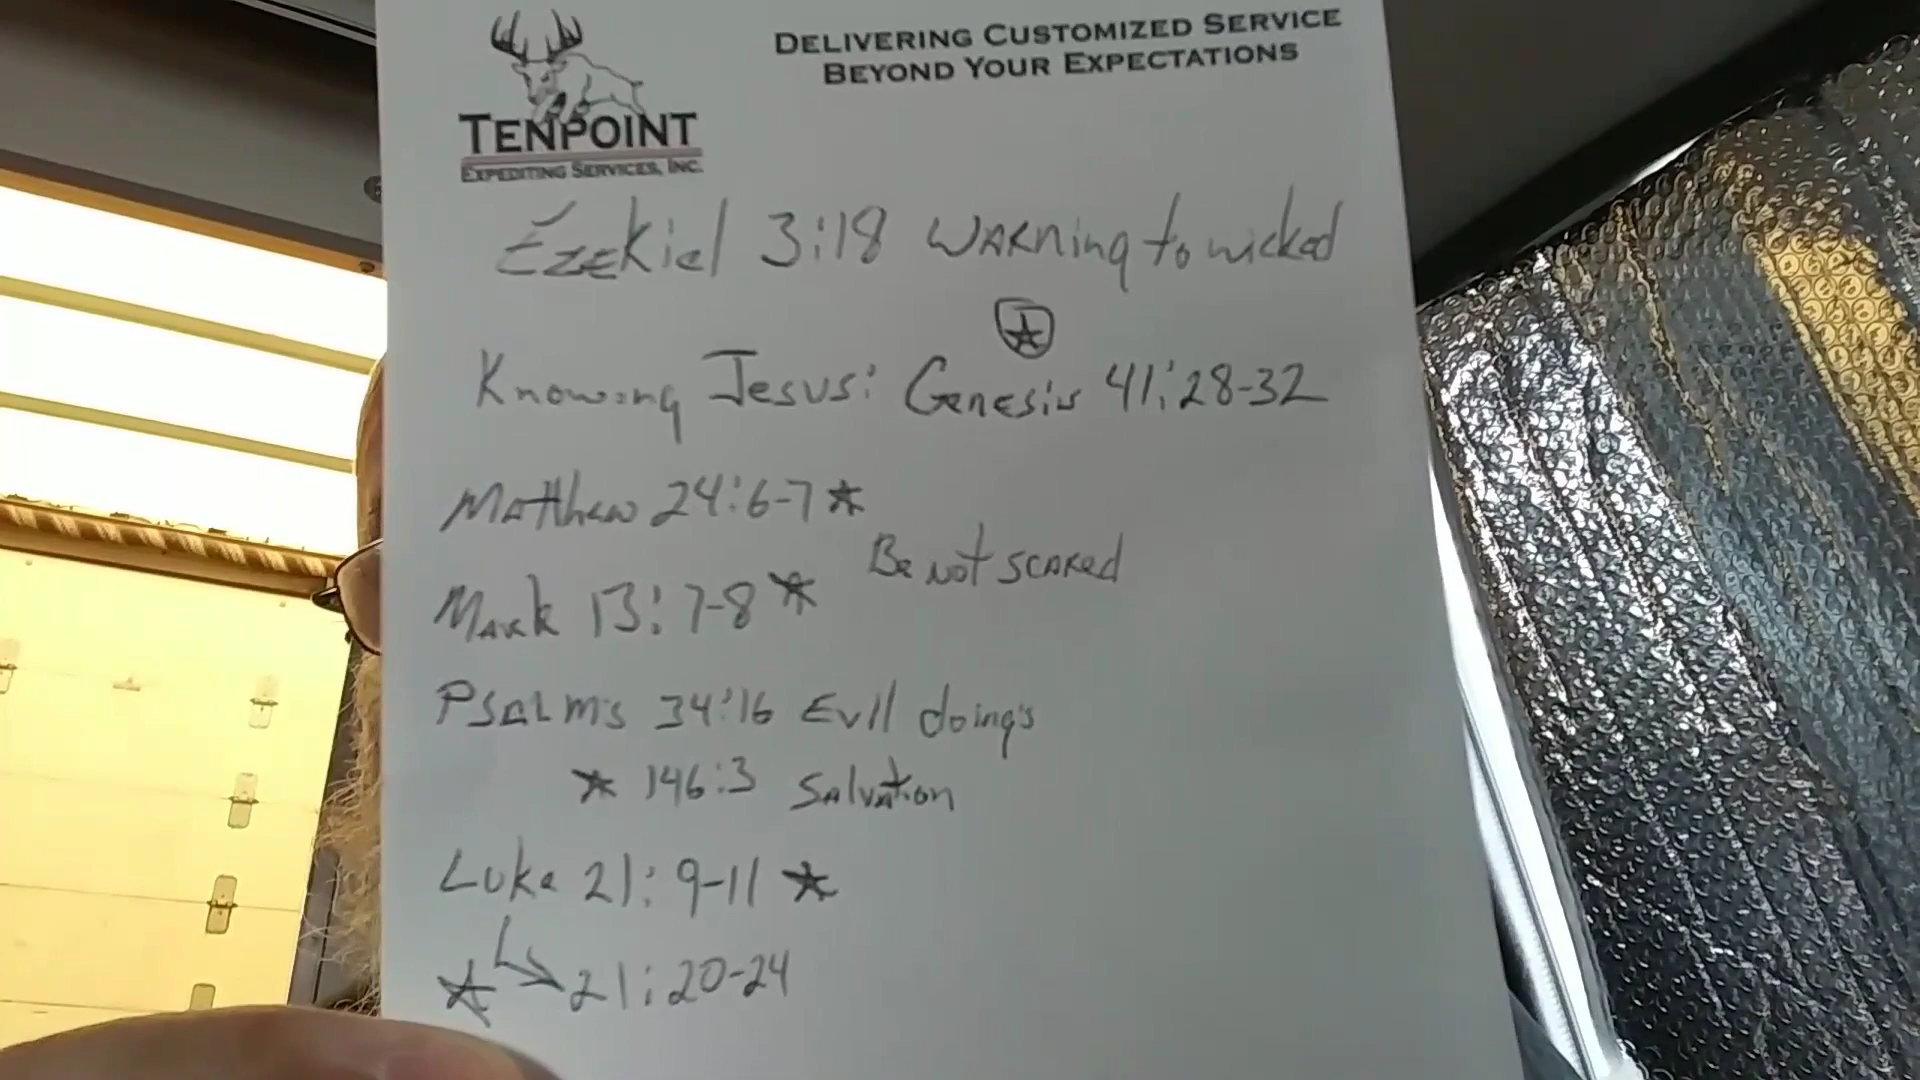 DELIVERING CUSTOMIZED SERVICE
BEYOND YOUR EXPECTATIONS
TENPOINT
EXPEDITING SERVICES, INC.
Ezekiel 3:18 Warning to wicked
Knowing Jesus: Genesis 41:28-32
Matthew 24:6-7 *
Be not scared
Mark 13:7-8 *
Psalm's 34:16 Evil doing's
* 146:3 Salvation
Luke 21:9-11 *
* 21:20-24